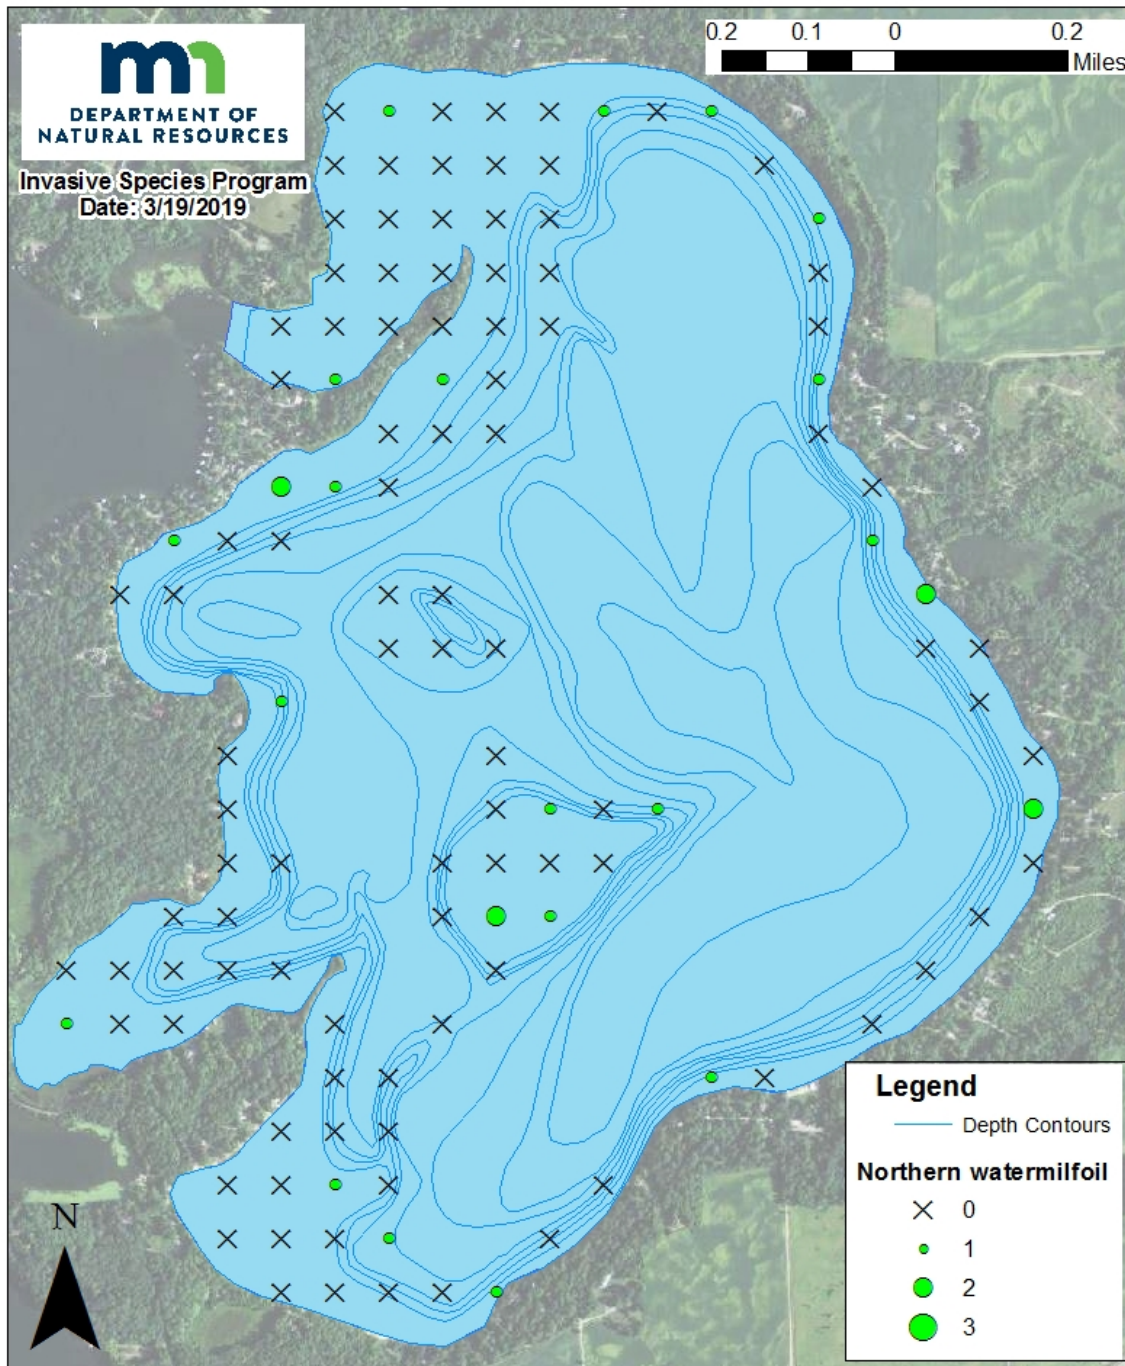 mn
DEPARTMENT OF
NATURAL RESOURCES
Invasive Species Program
Date: 3/19/2019
0.2 0.1 0 0.2
Miles
N
Legend
Depth Contours
Northern watermilfoil
0
1
2
3